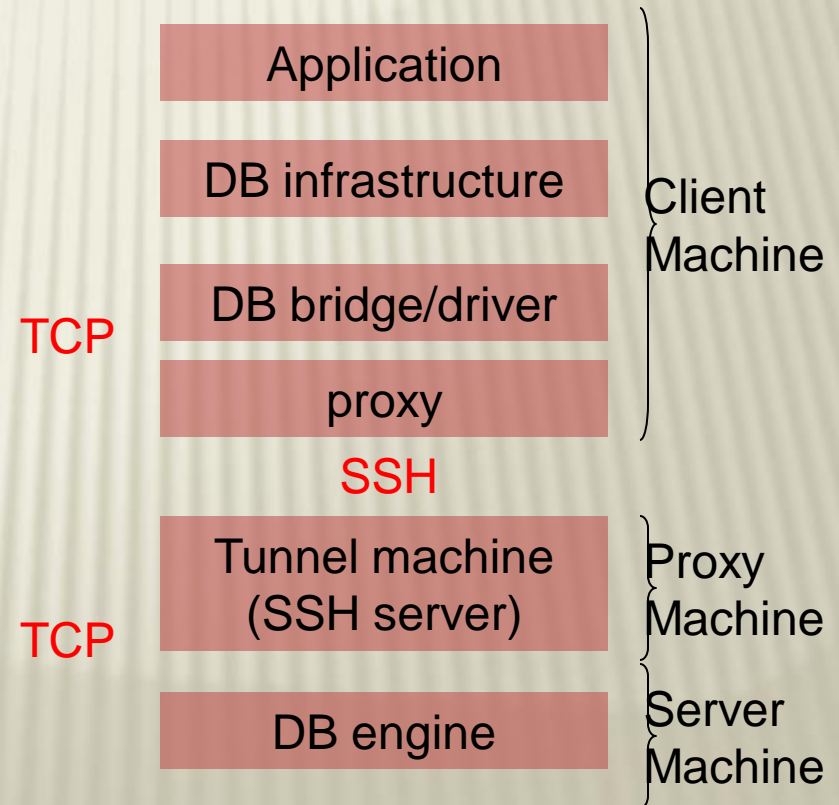 Application
DB infrastructure
Client
Machine
DB bridge/driver
TCP
proxy
SSH
Tunnel machine
(SSH server)
Proxy
Machine
TCP
DB engine
Server
Machine